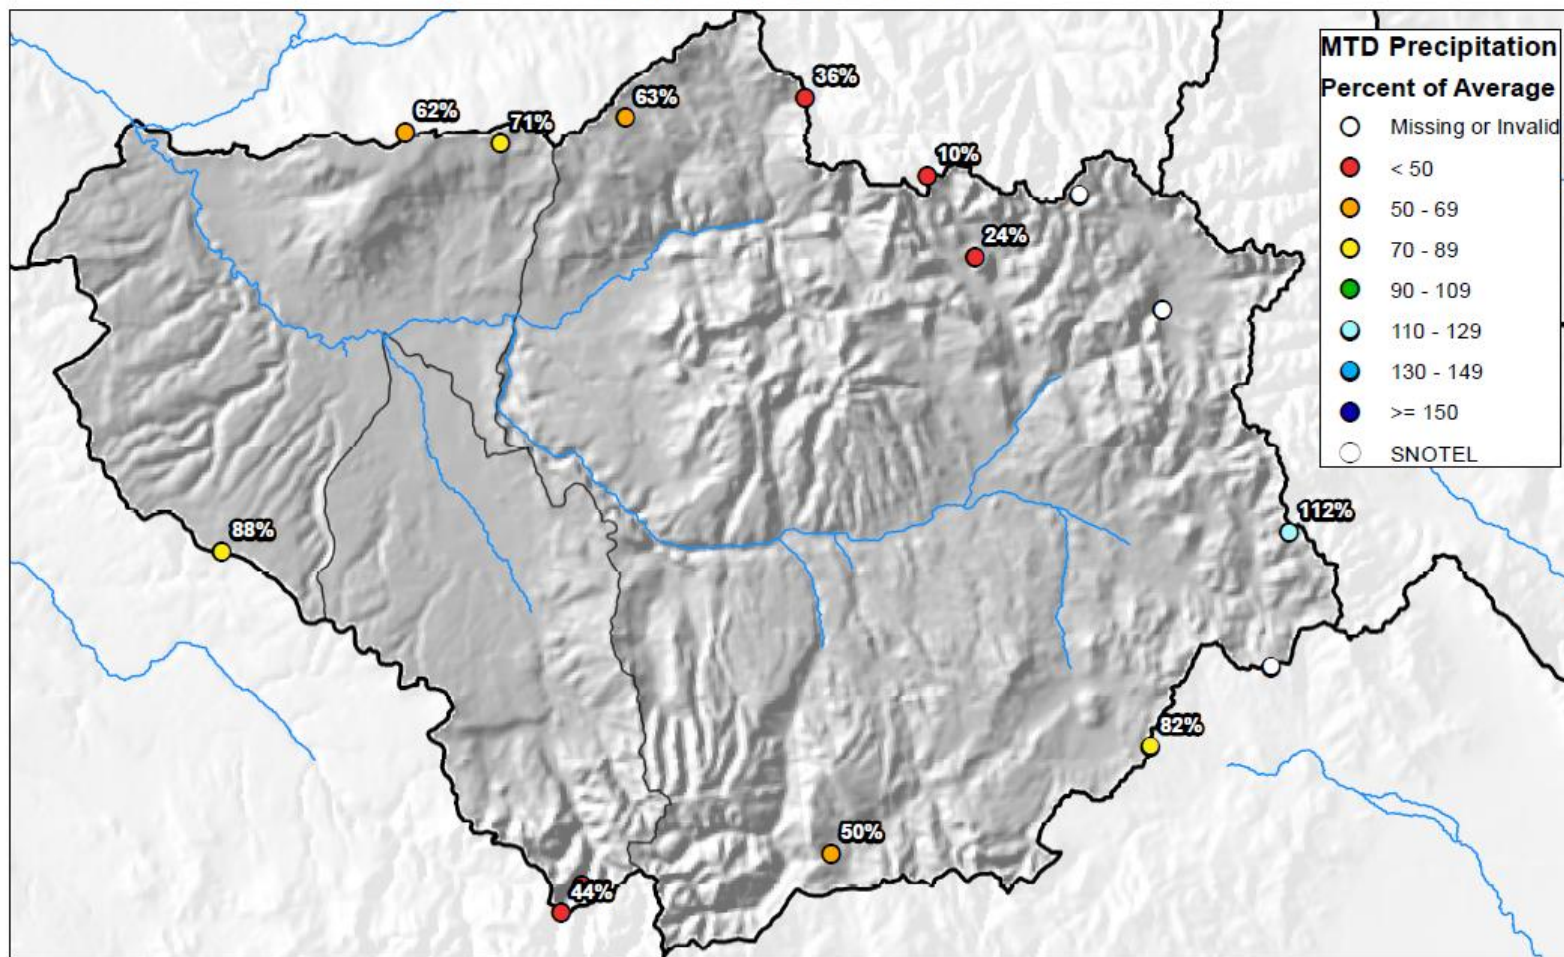 MTD Precipitation
Percent of Average
Missing or Invalid
< 50
50 - 69
70 - 89
90 - 109
110 - 129
130 - 149
>= 150
SNOTEL
36%
63%
62%
71%
10%
24%
112%
88%
82%
50%
44%